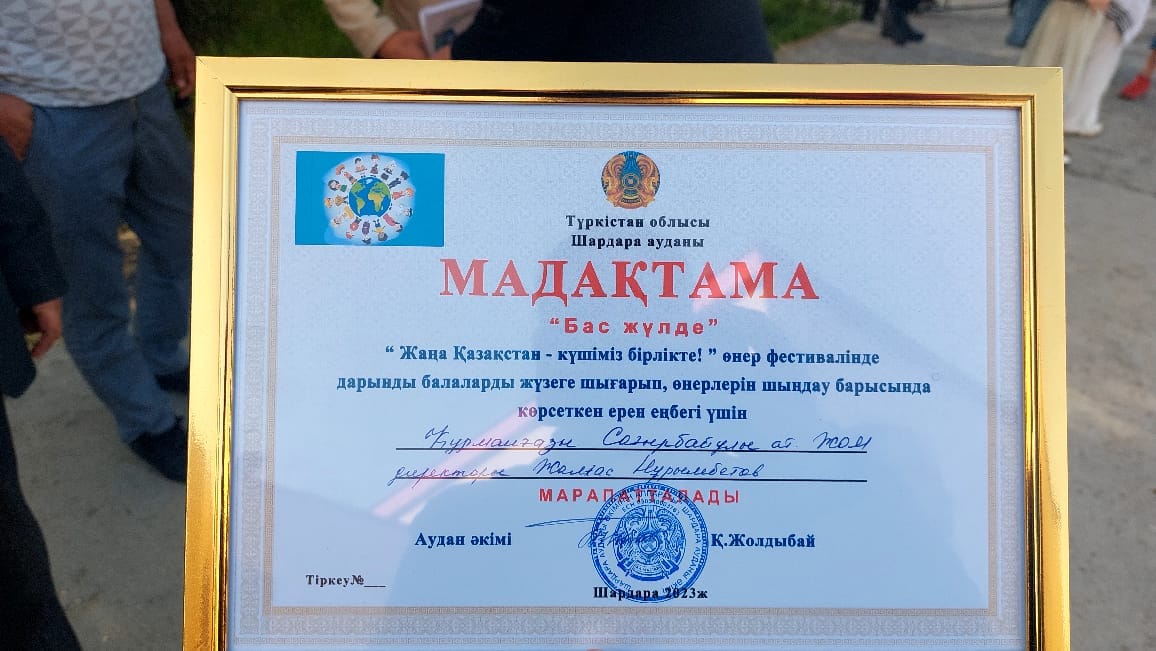 Түркістан облысы
Шардара ауданы
МАДАҚТАМА
“Бас жүлде”
“ Жаңа Қазақстан - күшіміз бірлікте! ” өнер фестивалінде
дарынды балаларды жүзеге шығарып, өнерлерін шыңдау барысында
көрсеткен ерен еңбегі үшін
Құрманғазы Сағырбайұлы ат. ЖОМ
директоры Жалғас Нұрымбетов
МАРАПАТТАЛАДЫ
Аудан әкімі Қ.Жолдыбай
Тіркеу№___
Шардара 2023ж